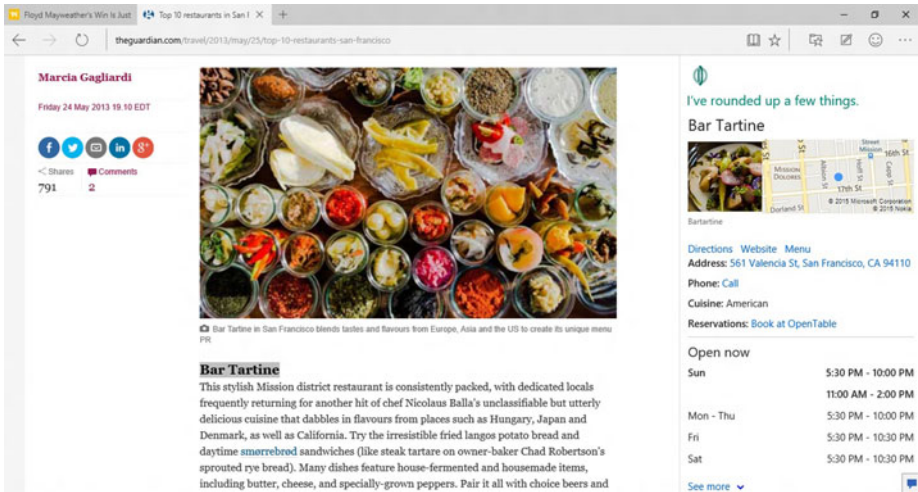 Floyd Mayweather's Win Is Just
Top 10 restaurants in San
theguardian.com/travel/2013/may/25/top-10-restaurants-san-francisco
Marcia Gagliardi
Friday 24 May 2013 19.10 EDT
Shares
Comments
791
2
Bar Tartine in San Francisco blends tastes and flavours from Europe, Asia and the US to create its unique menu
PR
Bar Tartine
This stylish Mission district restaurant is consistently packed, with dedicated locals
frequently returning for another hit of chef Nicolaus Balla's unclassifiable but utterly
delicious cuisine that dabbles in flavours from places such as Hungary, Japan and
Denmark, as well as California. Try the irresistible fried langos potato bread and
daytime smørrebrød sandwiches (like steak tartare on owner-baker Chad Robertson's
sprouted rye bread). Many dishes feature house-fermented and housemade items,
including butter, cheese, and specially-grown peppers. Pair it all with choice beers and
I've rounded up a few things.
Bar Tartine
Street
Mission
16th St
Mission
Dolores
Albion St
Hoff St
Capp St
17th St
Dorland St
© 2015 Microsoft Corporation
© 2015 Nokia
Bartartine
Directions Website Menu
Address: 561 Valencia St, San Francisco, CA 94110
Phone: Call
Cuisine: American
Reservations: Book at OpenTable
Open now
Sun 5:30 PM - 10:00 PM
11:00 AM - 2:00 PM
Mon - Thu 5:30 PM - 10:00 PM
Fri 5:30 PM - 10:30 PM
Sat 5:30 PM - 10:30 PM
See more